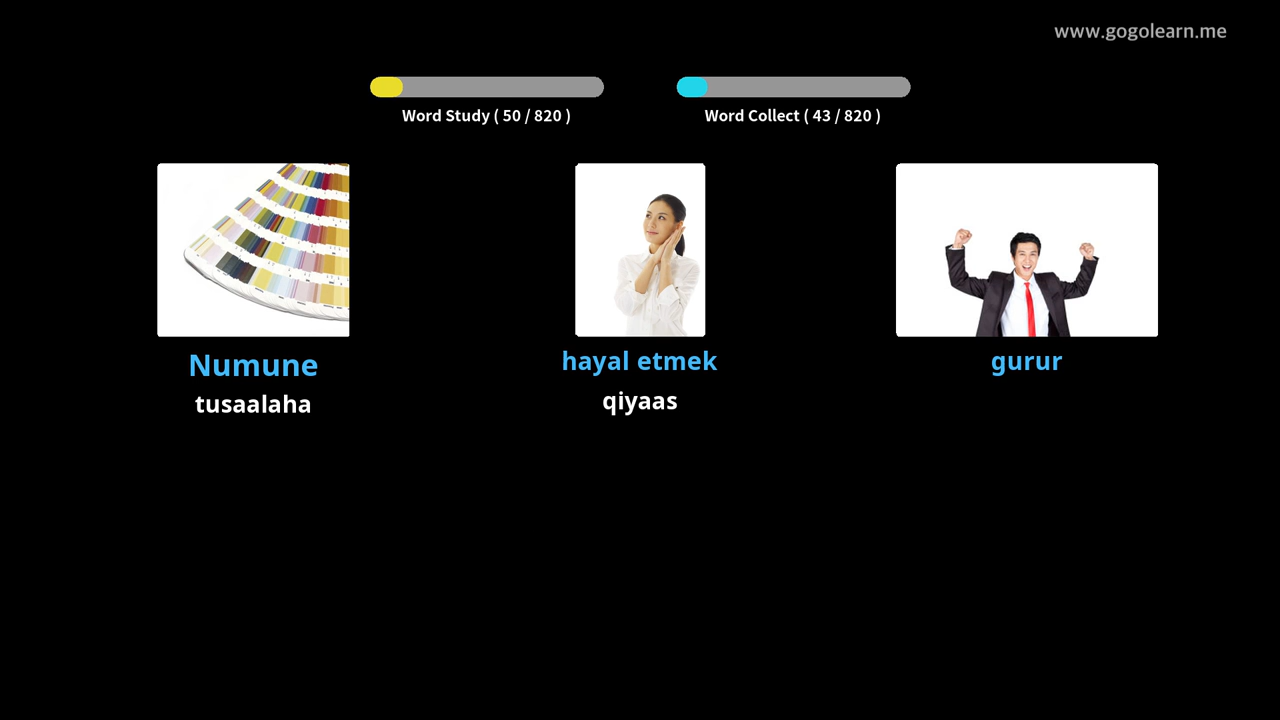 www.gogolearn.me
Word Study ( 50 / 820 )
Word Collect ( 43 / 820 )
Numune
hayal etmek
gurur
tusaalaha
qiyaas